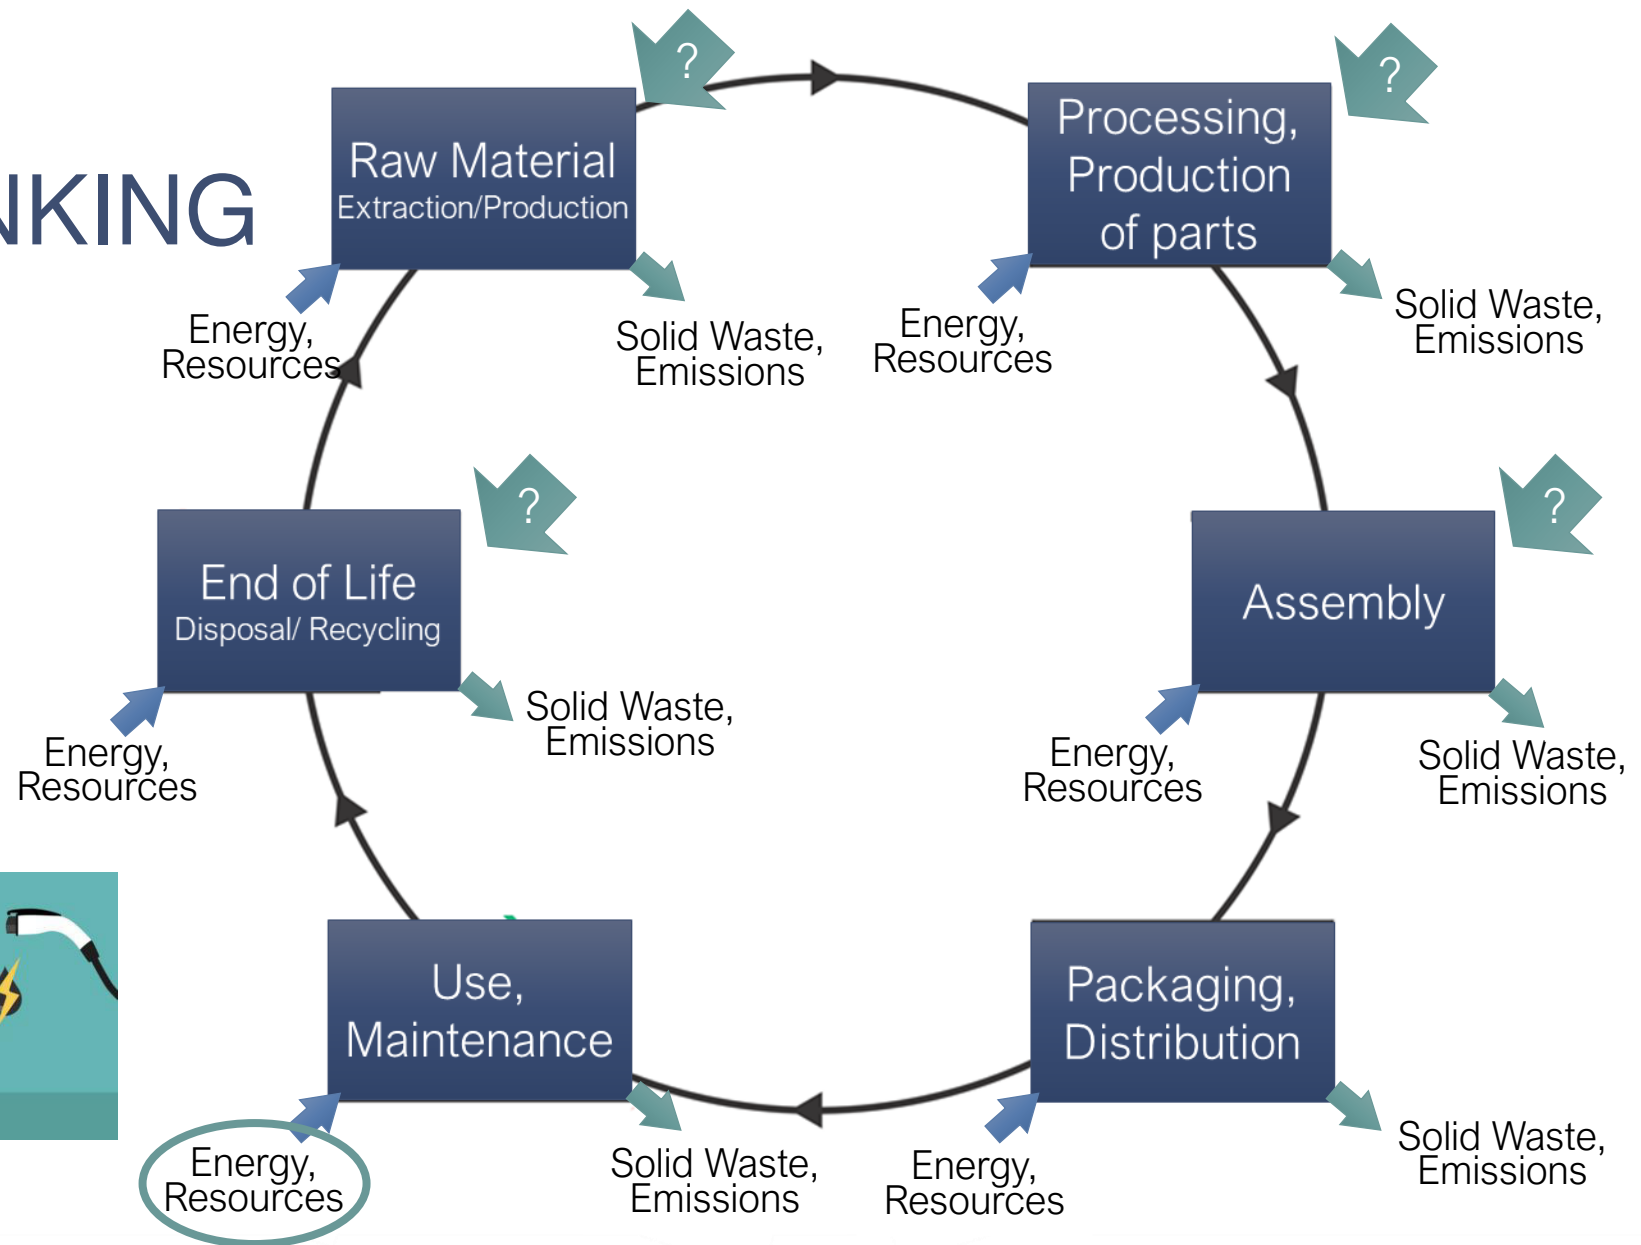 NKING
?
Raw Material
Extraction/Production
Energy,
Resources
Solid Waste,
Emissions
?
Processing,
Production
of parts
Energy,
Resources
Solid Waste,
Emissions
?
Assembly
Energy,
Resources
Solid Waste,
Emissions
Packaging,
Distribution
Energy,
Resources
Solid Waste,
Emissions
Use,
Maintenance
Energy,
Resources
Solid Waste,
Emissions
?
End of Life
Disposal/ Recycling
Energy,
Resources
Solid Waste,
Emissions